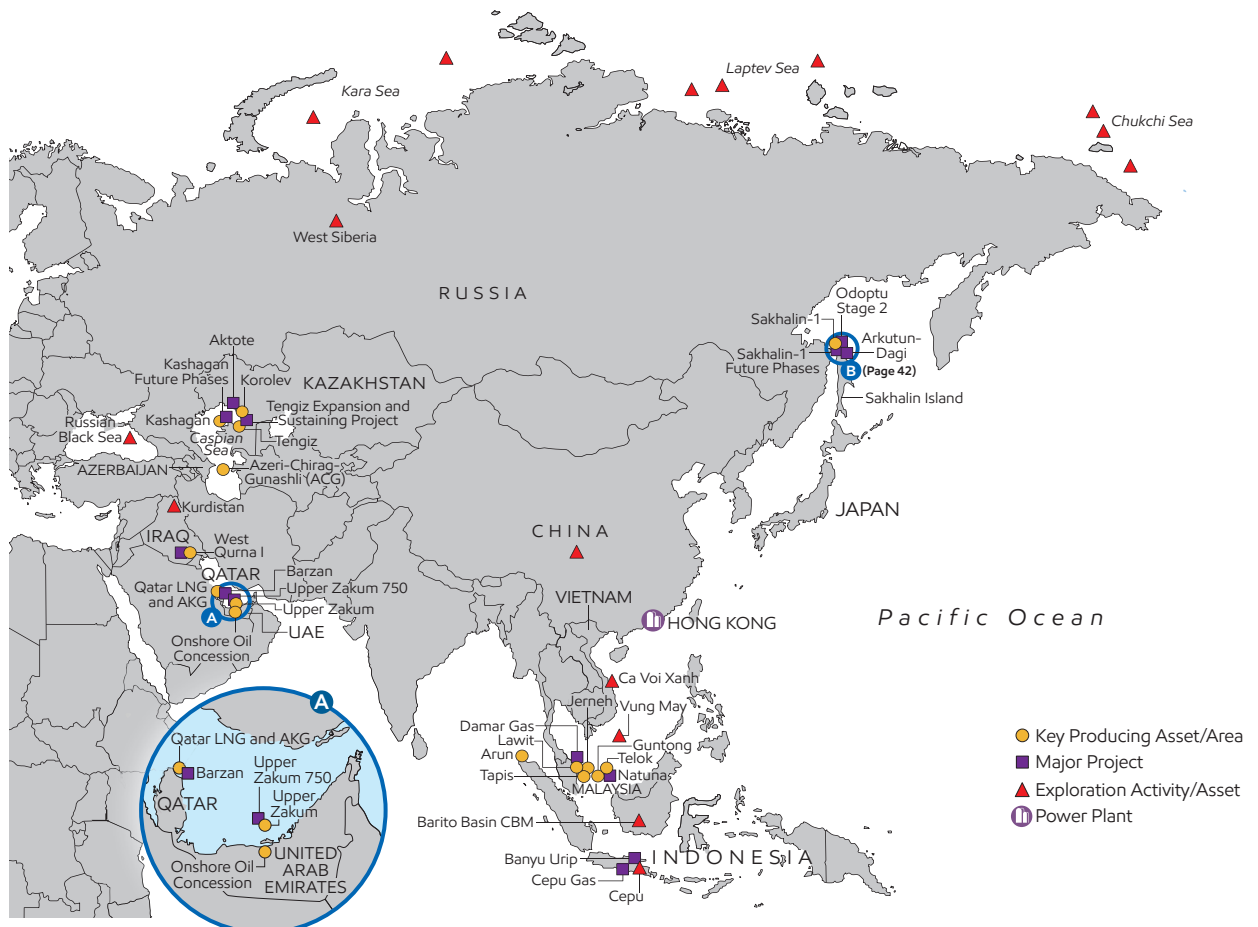 Laptev Sea
Kara Sea
Chukchi Sea
West Siberia
RUSSIA
Odoptu
Stage 2
Sakhalin-1
Arkutun-
Dagi
Sakhalin-1
Future Phases
B
(Page 42)
Sakhalin Island
Aktote
Kashagan
Future Phases
Korolev
KAZAKHSTAN
Tengiz Expansion and
Sustaining Project
Kashagan
Russian
Black Sea
Caspian
Sea
Tengiz
AZERBAIJAN
Azeri-Chirag-
Gunashli (ACG)
Kurdistan
JAPAN
CHINA
IRAQ
West
Qurna I
QATAR
Barzan
Qatar LNG
and AKG
Upper Zakum 750
Upper Zakum
A
UAE
Onshore Oil
Concession
VIETNAM
HONG KONG
Pacific Ocean
Ca Voi Xanh
Jerneh
Vung May
Damar Gas
Lawit
Guntong
Arun
Telok
Tapis
Natuna
MALAYSIA
Barito Basin CBM
Banyu Urip
INDONESIA
Cepu Gas
Cepu
A
Qatar LNG and AKG
Barzan
Upper
Zakum 750
QATAR
Upper
Zakum
Onshore Oil
Concession
UNITED
ARAB
EMIRATES
Key Producing Asset/Area
Major Project
Exploration Activity/Asset
Power Plant